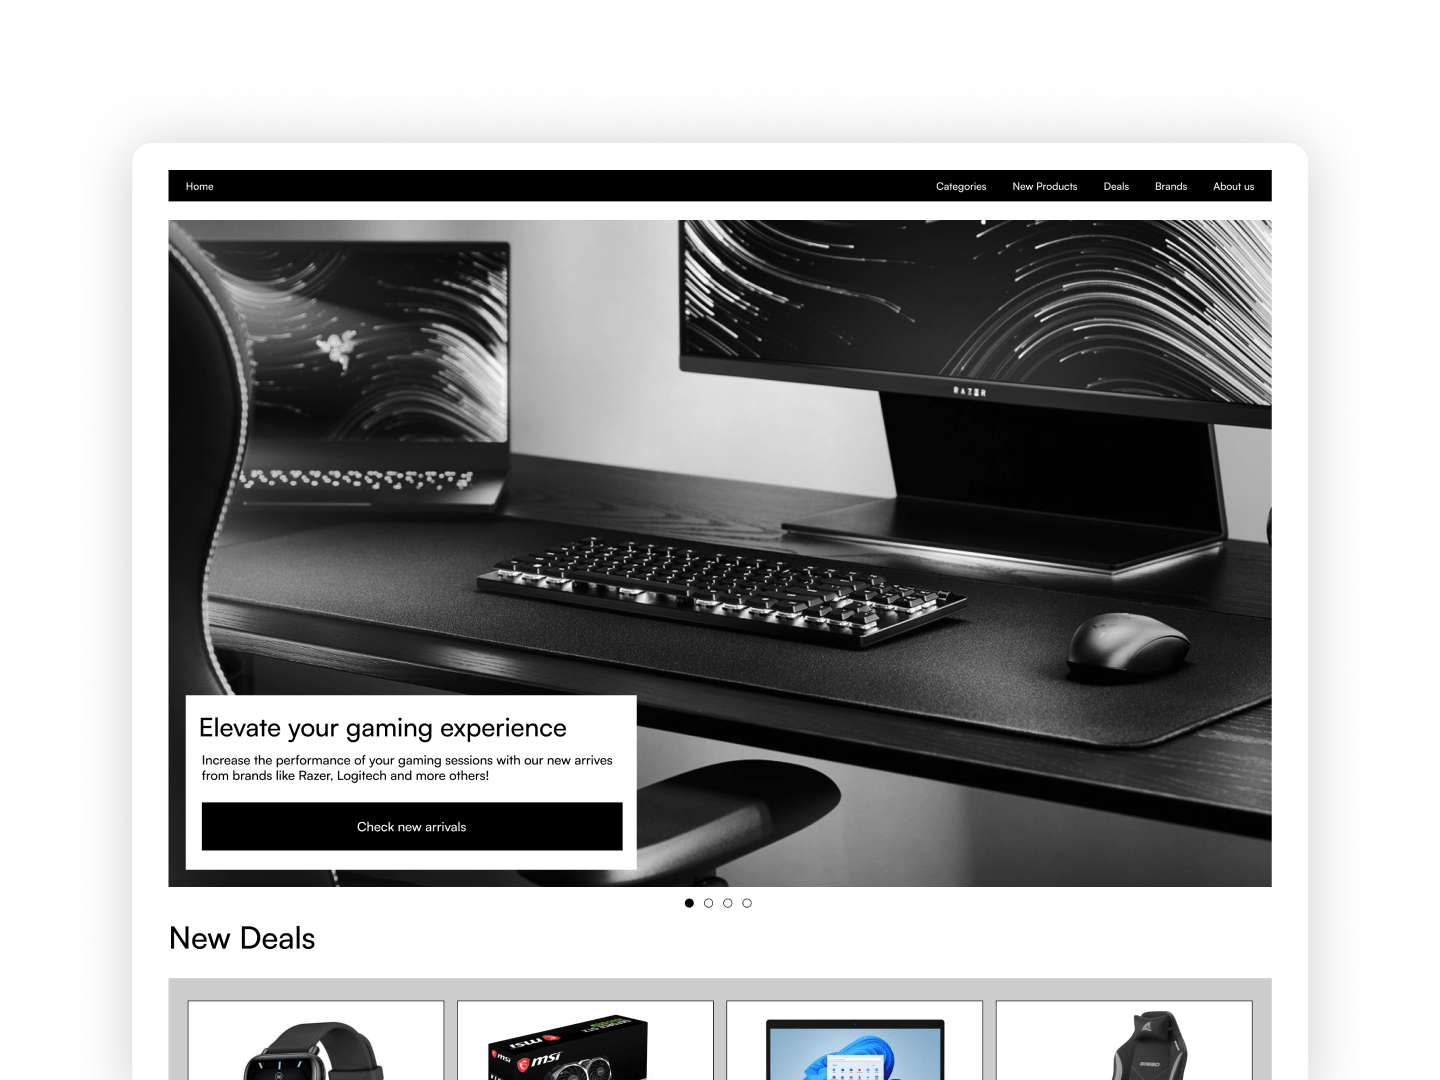 Home
Categories
New Products
Deals
Brands
About us
RAZER
Elevate your gaming experience
Increase the performance of your gaming sessions with our new arrives
from brands like Razer, Logitech and more others!
Check new arrivals
New Deals
msi
msi
msi